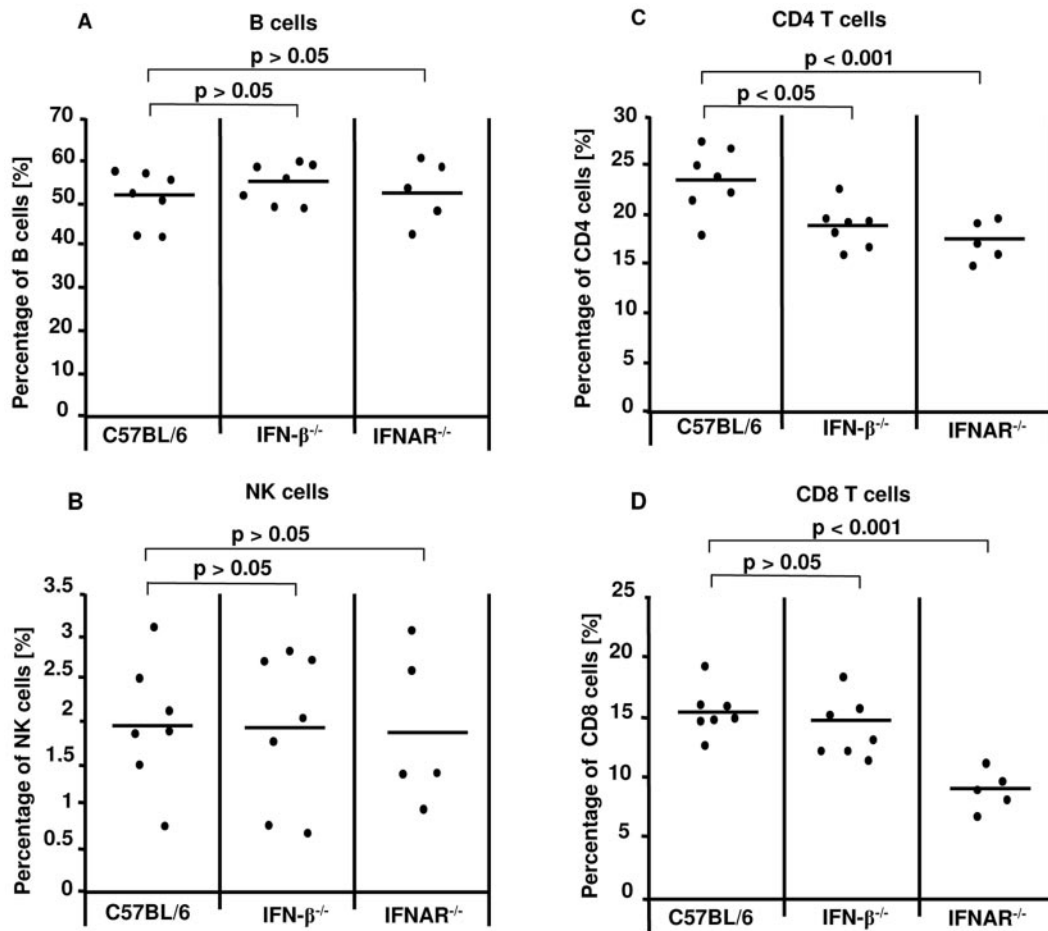 A
B cells
p > 0.05
p > 0.05
Percentage of B cells [%]
70
60
50
40
30
20
10
0
C57BL/6
IFN-β-/-
IFNAR-/-
B
NK cells
p > 0.05
p > 0.05
Percentage of NK cells [%]
3.5
3
2.5
2
1.5
1
0.5
0
C57BL/6
IFN-β-/-
IFNAR-/-
C
CD4 T cells
p < 0.001
p < 0.05
Percentage of CD4 cells [%]
30
25
20
15
10
5
0
C57BL/6
IFN-β-/-
IFNAR-/-
D
CD8 T cells
p < 0.001
p > 0.05
Percentage of CD8 cells [%]
25
20
15
10
5
0
C57BL/6
IFN-β-/-
IFNAR-/-